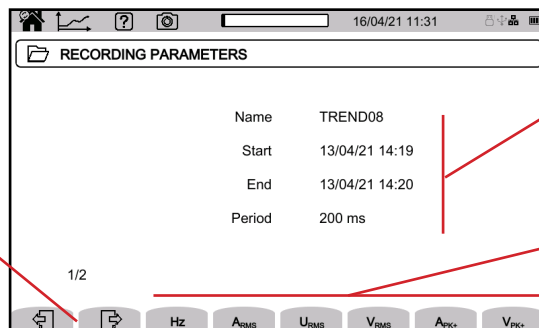 ? 16/04/21 11:31
RECORDING PARAMETERS
Name TREND08
Start 13/04/21 14:19
End 13/04/21 14:20
Period 200 ms
1/2
Hz ARMS URMS VRMS APK+ VPK+